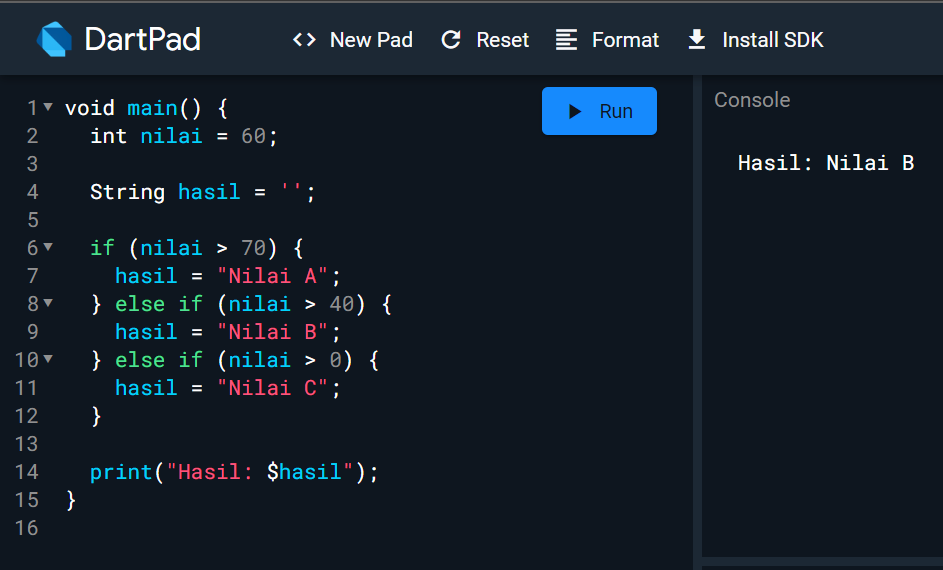 DartPad
<> New Pad
Reset
Format
Install SDK
Run
Console
1 void main() {
2   int nilai = 60;
3
4   String hasil = '';
5
6   if (nilai > 70) {
7     hasil = "Nilai A";
8   } else if (nilai > 40) {
9     hasil = "Nilai B";
10   } else if (nilai > 0) {
11     hasil = "Nilai C";
12   }
13
14   print("Hasil: $hasil");
15 }
16
Hasil: Nilai B